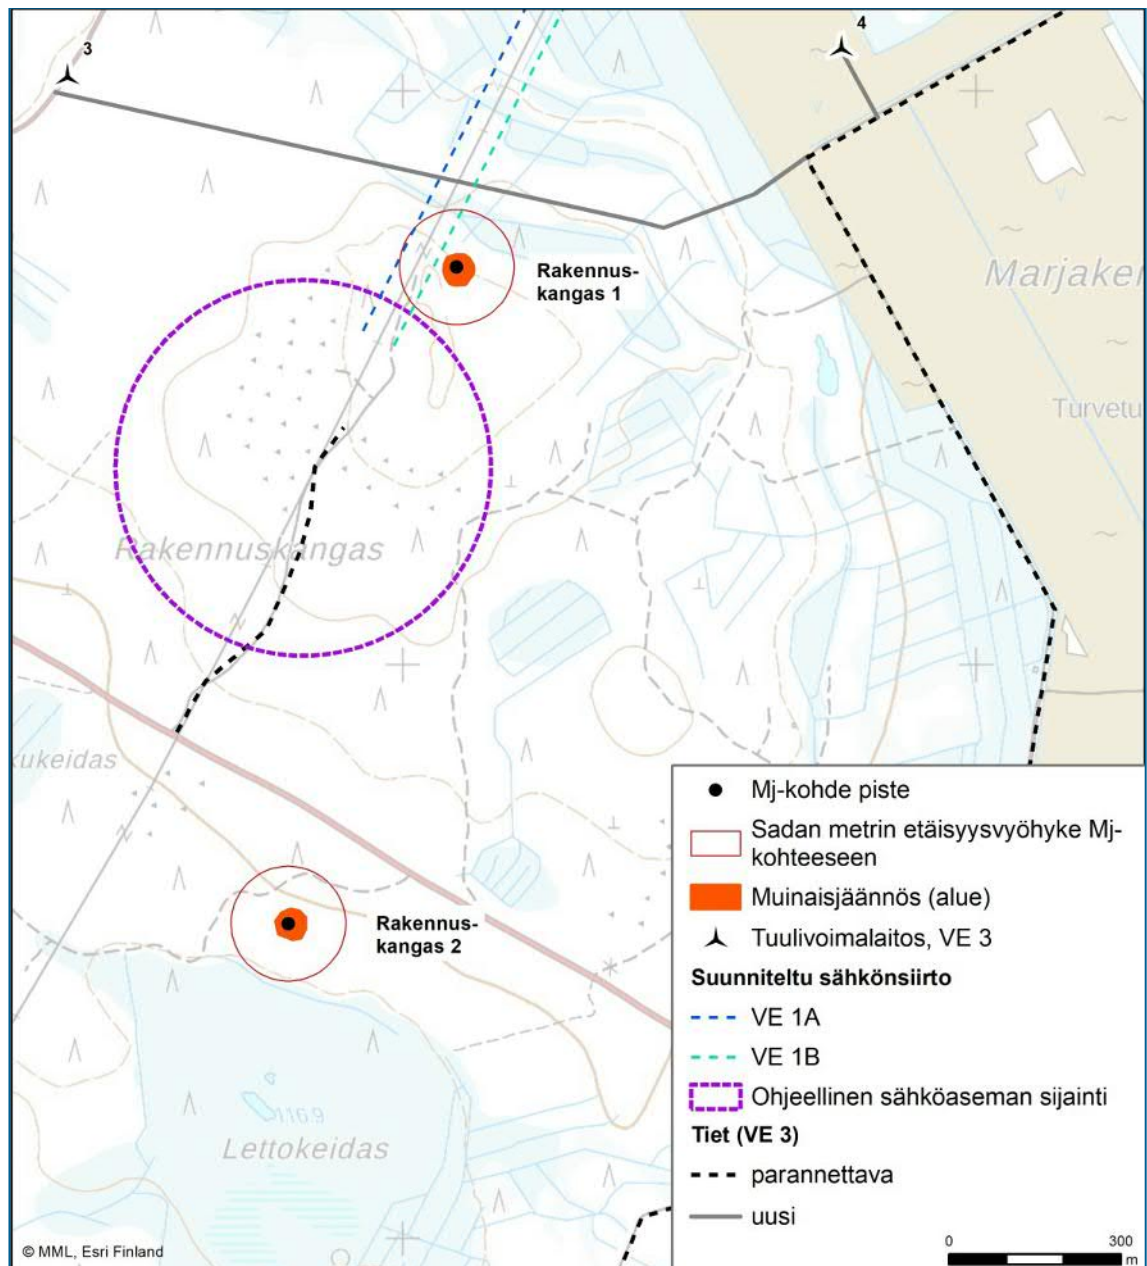 3
4
Rakennus-
kangas 1
Marjaker
Turvetu
Rakennuskangas
kukeidas
Rakennus-
kangas 2
116.9
Lettokeidas
Mj-kohde piste
Sadan metrin etäisyysvyöhyke Mj-
kohteeseen
Muinaisjäännös (alue)
Tuulivoimalaitos, VE 3
Suunniteltu sähkönsiirto
VE 1A
VE 1B
Ohjeellinen sähköaseman sijainti
Tiet (VE 3)
parannettava
uusi
0 300
m
© MML, Esri Finland